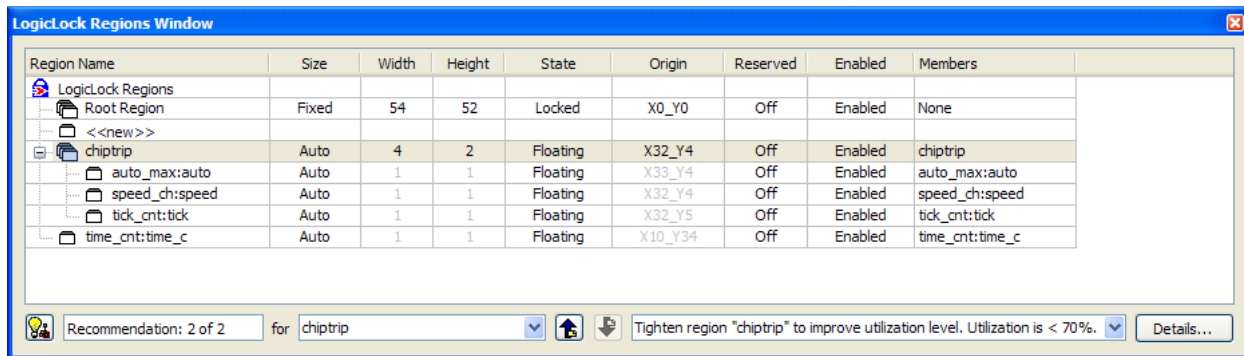 LogicLock Regions Window
Region Name Size Width Height State Origin Reserved Enabled Members
LogicLock Regions
Root Region Fixed 54 52 Locked X0_Y0 Off Enabled None
<<new>>
chiptrip Auto 4 2 Floating X32_Y4 Off Enabled chiptrip
auto_max:auto Auto 1 1 Floating X33_Y4 Off Enabled auto_max:auto
speed_ch:speed Auto 1 1 Floating X32_Y4 Off Enabled speed_ch:speed
tick_cnt:tick Auto 1 1 Floating X32_Y5 Off Enabled tick_cnt:tick
time_cnt:time_c Auto 1 1 Floating X10_Y34 Off Enabled time_cnt:time_c
Recommendation: 2 of 2 for chiptrip Tighten region "chiptrip" to improve utilization level. Utilization is < 70%. Details...